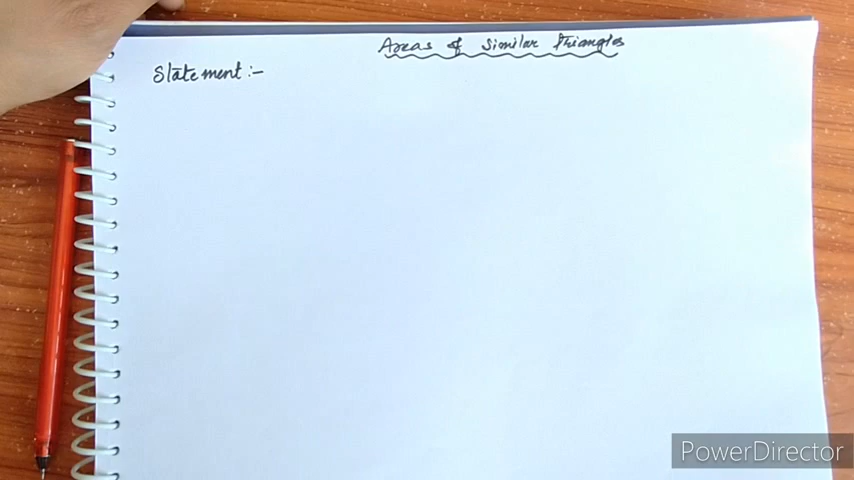 Areas of Similar triangles
Statement :-
PowerDirector